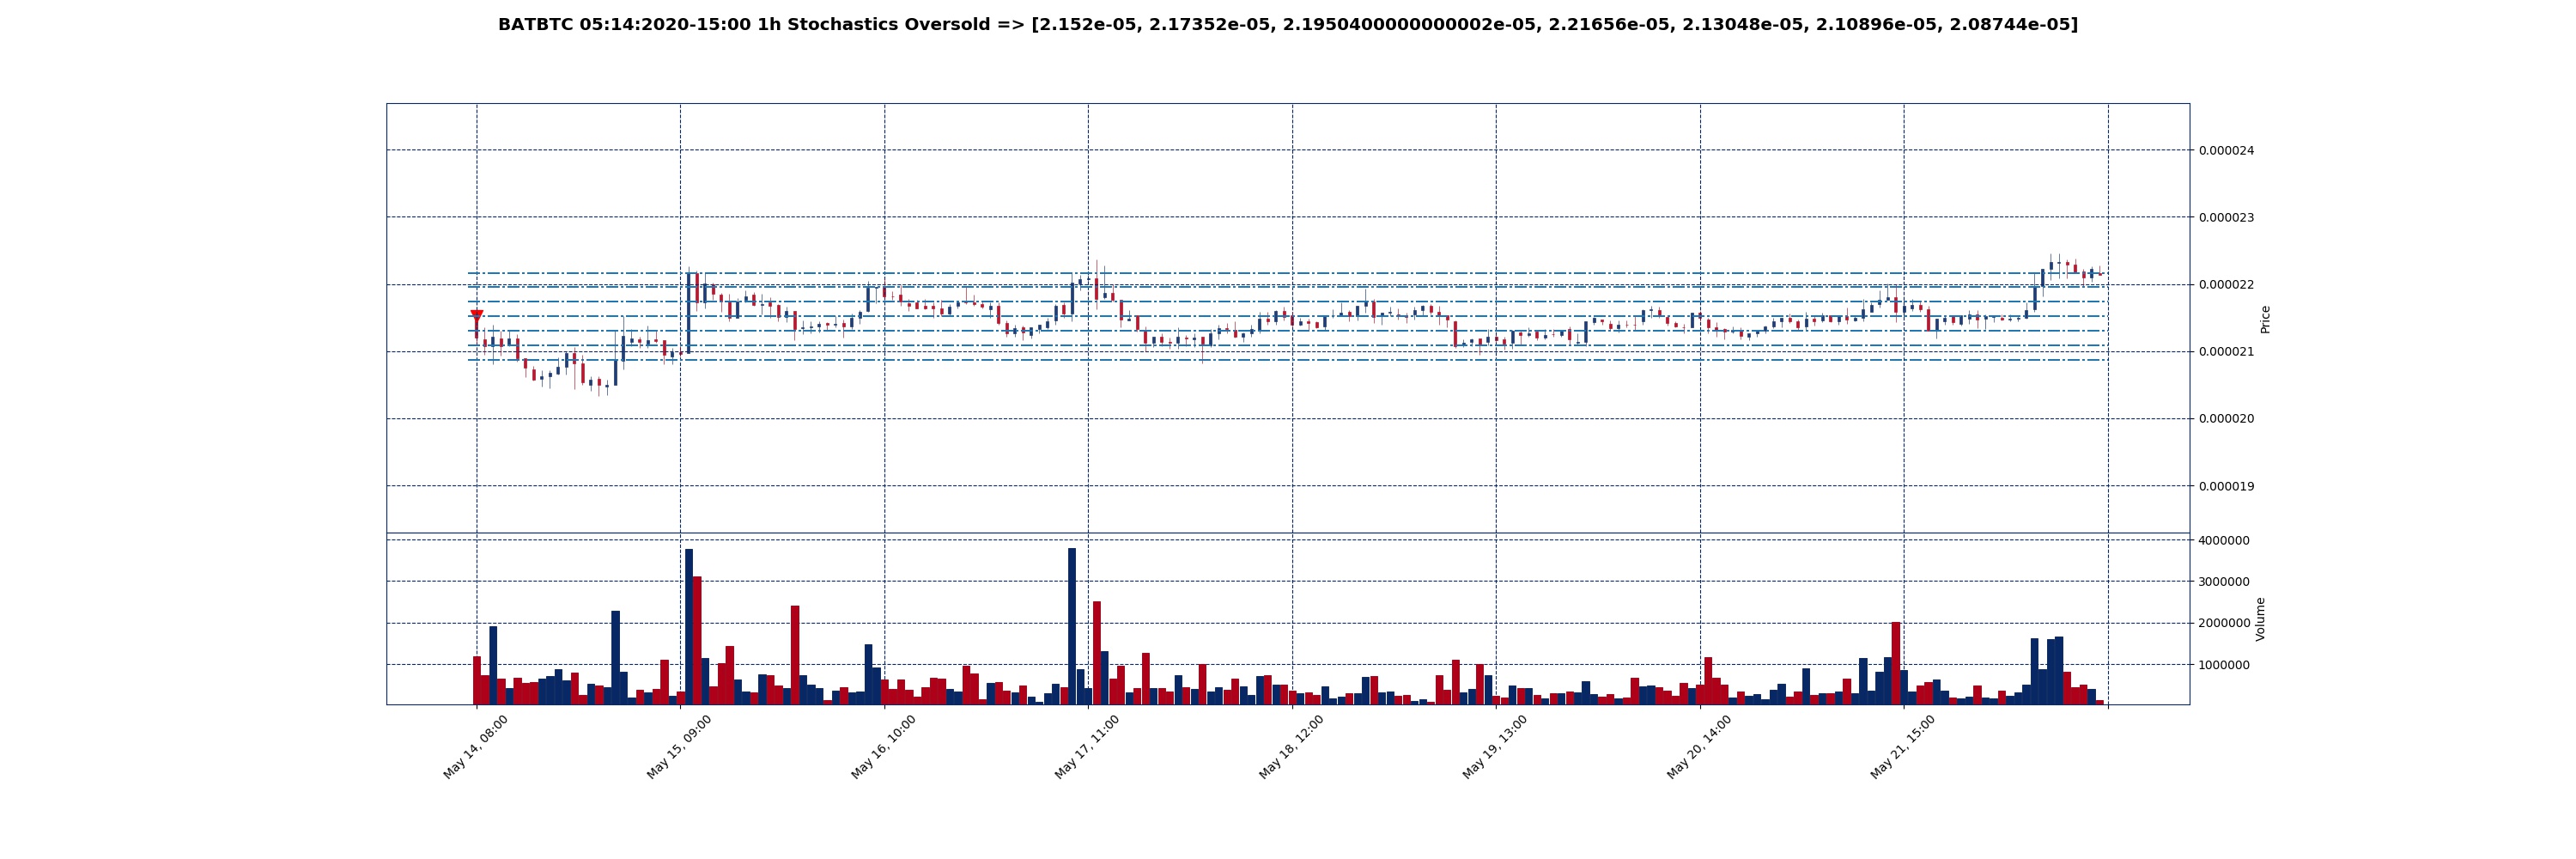 BATBTC 05:14:2020-15:00 1h Stochastics Oversold => [2.152e-05, 2.17352e-05, 2.1950400000000002e-05, 2.21656e-05, 2.13048e-05, 2.10896e-05, 2.08744e-05]
0.000024
0.000023
0.000022
0.000021
0.000020
0.000019
Price
4000000
3000000
2000000
1000000
Volume
May 14, 08:00
May 15, 09:00
May 16, 10:00
May 17, 11:00
May 18, 12:00
May 19, 13:00
May 20, 14:00
May 21, 15:00